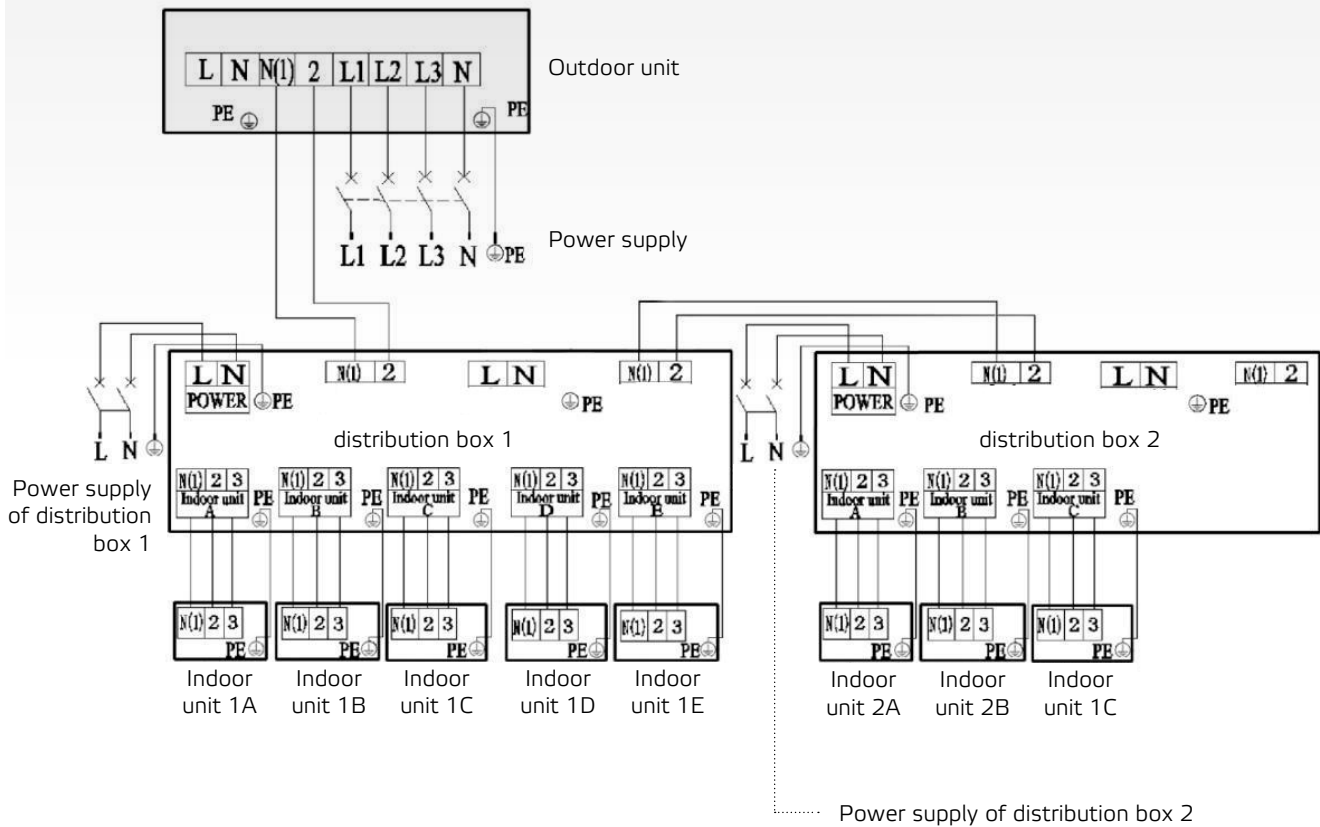 L N N(1) 2 L1 L2 L3 N
Outdoor unit
PE
PE
L1 L2 L3 N PE
Power supply
L N
POWER
PE
N(1) 2
L N
PE
N(1) 2
L N
POWER
PE
N(1) 2
L N
PE
N(1) 2
L N
distribution box 1
L N
distribution box 2
Power supply
of distribution
box 1
N(1) 2 3
Indoor unit
A
PE
N(1) 2 3
Indoor unit
B
PE
N(1) 2 3
Indoor unit
C
PE
N(1) 2 3
Indoor unit
D
PE
N(1) 2 3
Indoor unit
E
PE
N(1) 2 3
Indoor unit
A
PE
N(1) 2 3
Indoor unit
B
PE
N(1) 2 3
Indoor unit
C
PE
N(1) 2 3
PE
N(1) 2 3
PE
N(1) 2 3
PE
N(1) 2 3
PE
N(1) 2 3
PE
N(1) 2 3
PE
N(1) 2 3
PE
N(1) 2 3
PE
Indoor
unit 1A
Indoor
unit 1B
Indoor
unit 1C
Indoor
unit 1D
Indoor
unit 1E
Indoor
unit 2A
Indoor
unit 2B
Indoor
unit 1C
Power supply of distribution box 2